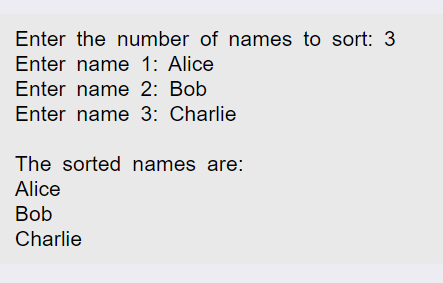 Enter the number of names to sort: 3
Enter name 1: Alice
Enter name 2: Bob
Enter name 3: Charlie
The sorted names are:
Alice
Bob
Charlie